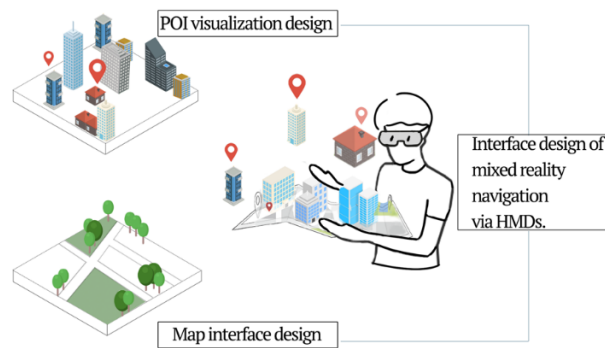 POI visualization design
Interface design of
mixed reality
navigation
via HMDs.
Map interface design